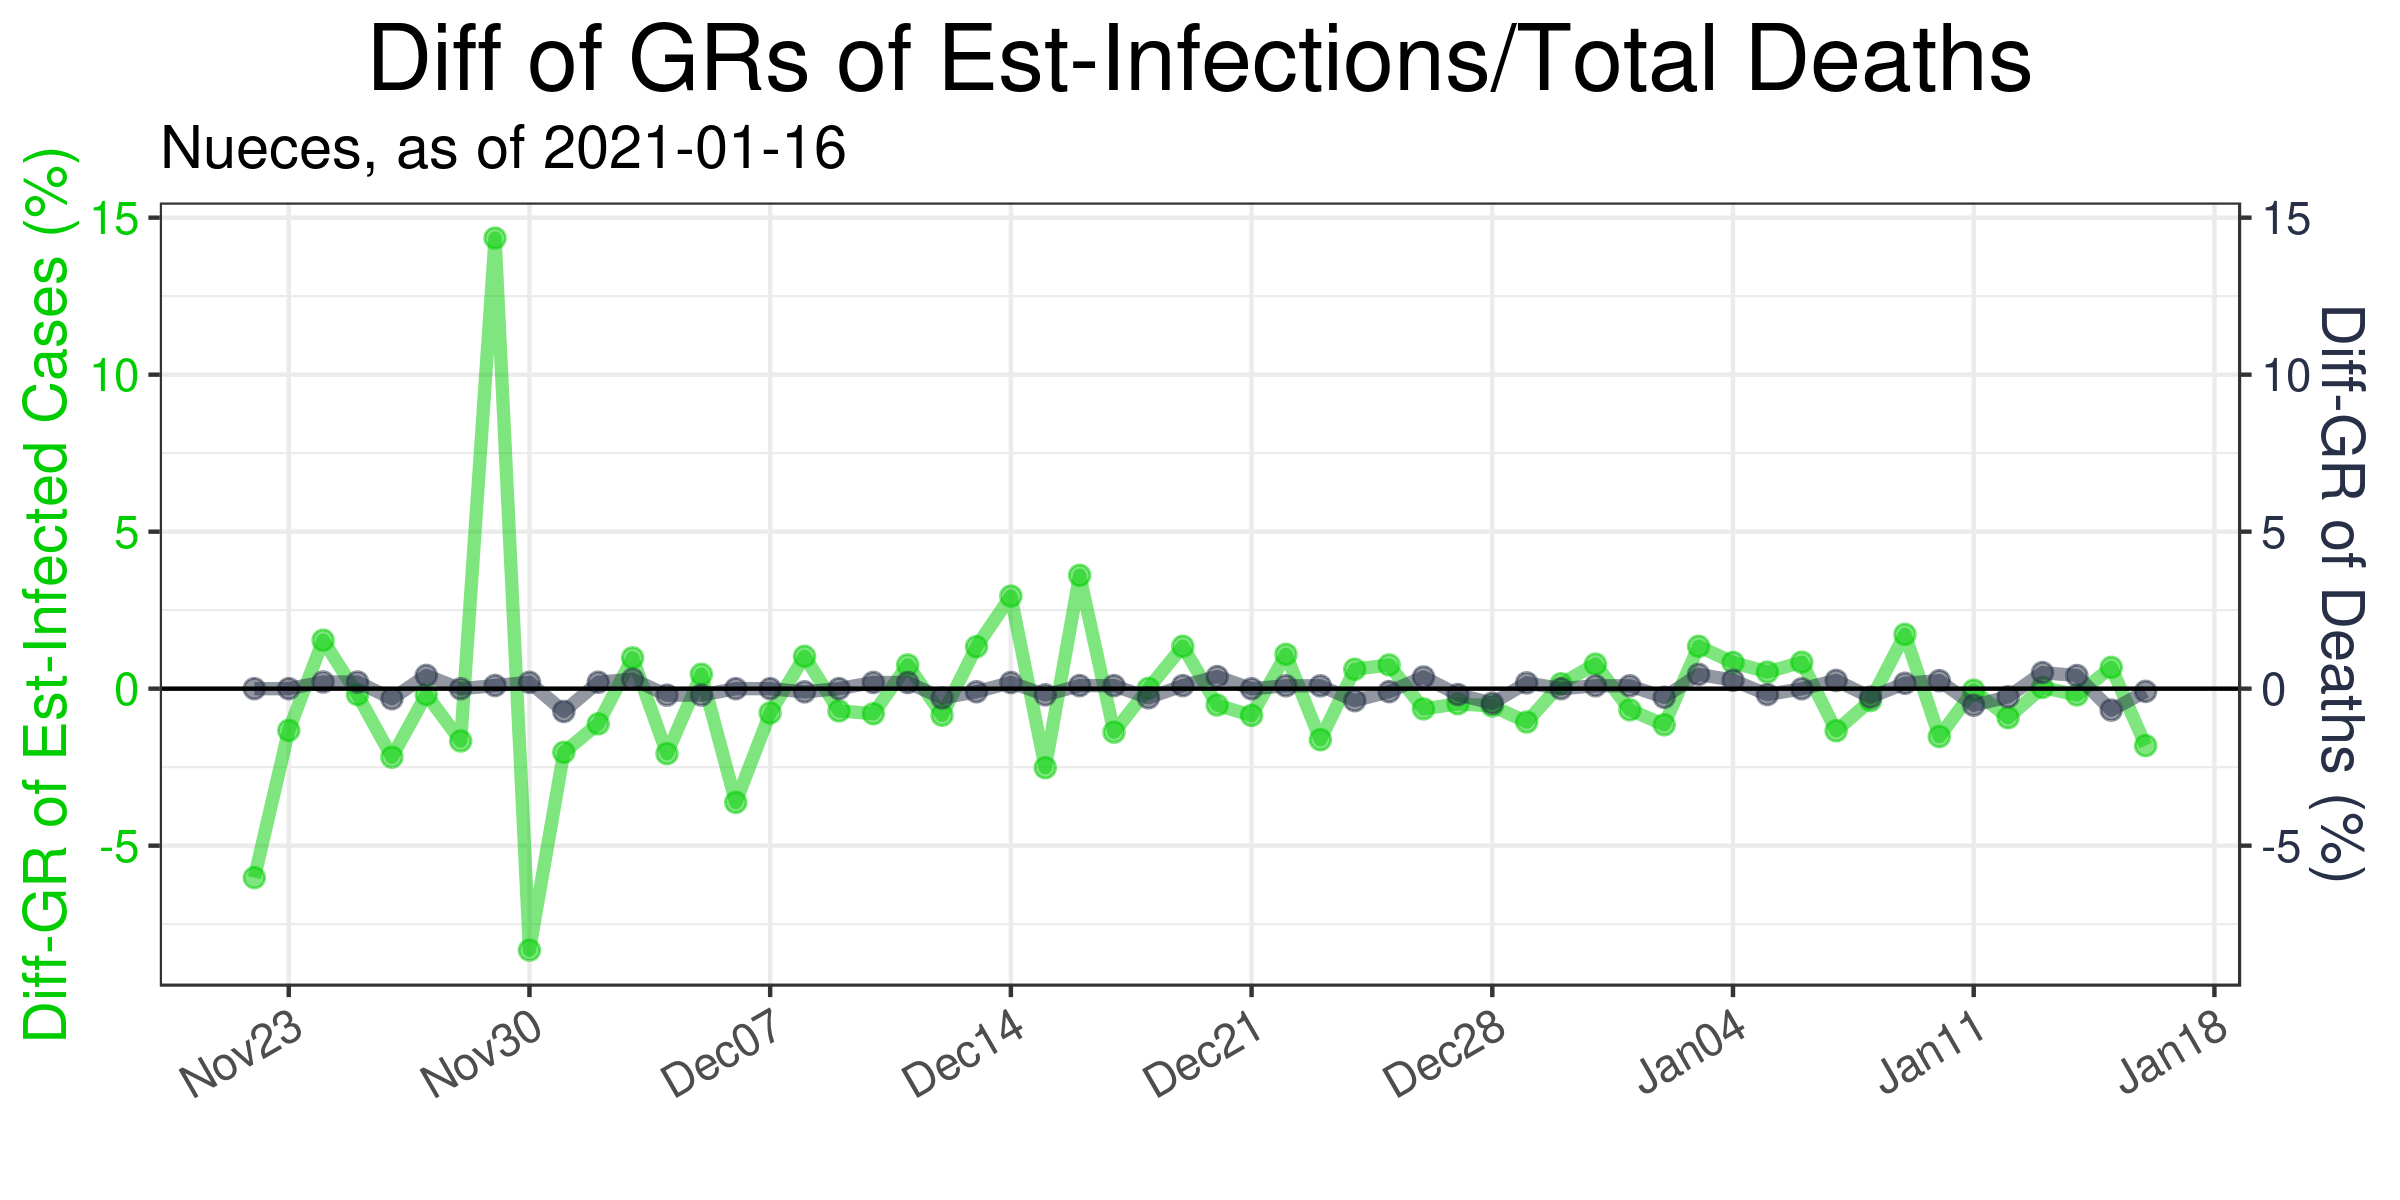 Diff of GRs of Est-Infections/Total Deaths
Nueces, as of 2021-01-16
Diff-GR of Est-Infected Cases (%)
15
10
5
0
-5
15
10
5
0
-5
Diff-GR of Deaths (%)
Nov23
Nov30
Dec07
Dec14
Dec21
Dec28
Jan04
Jan11
Jan18